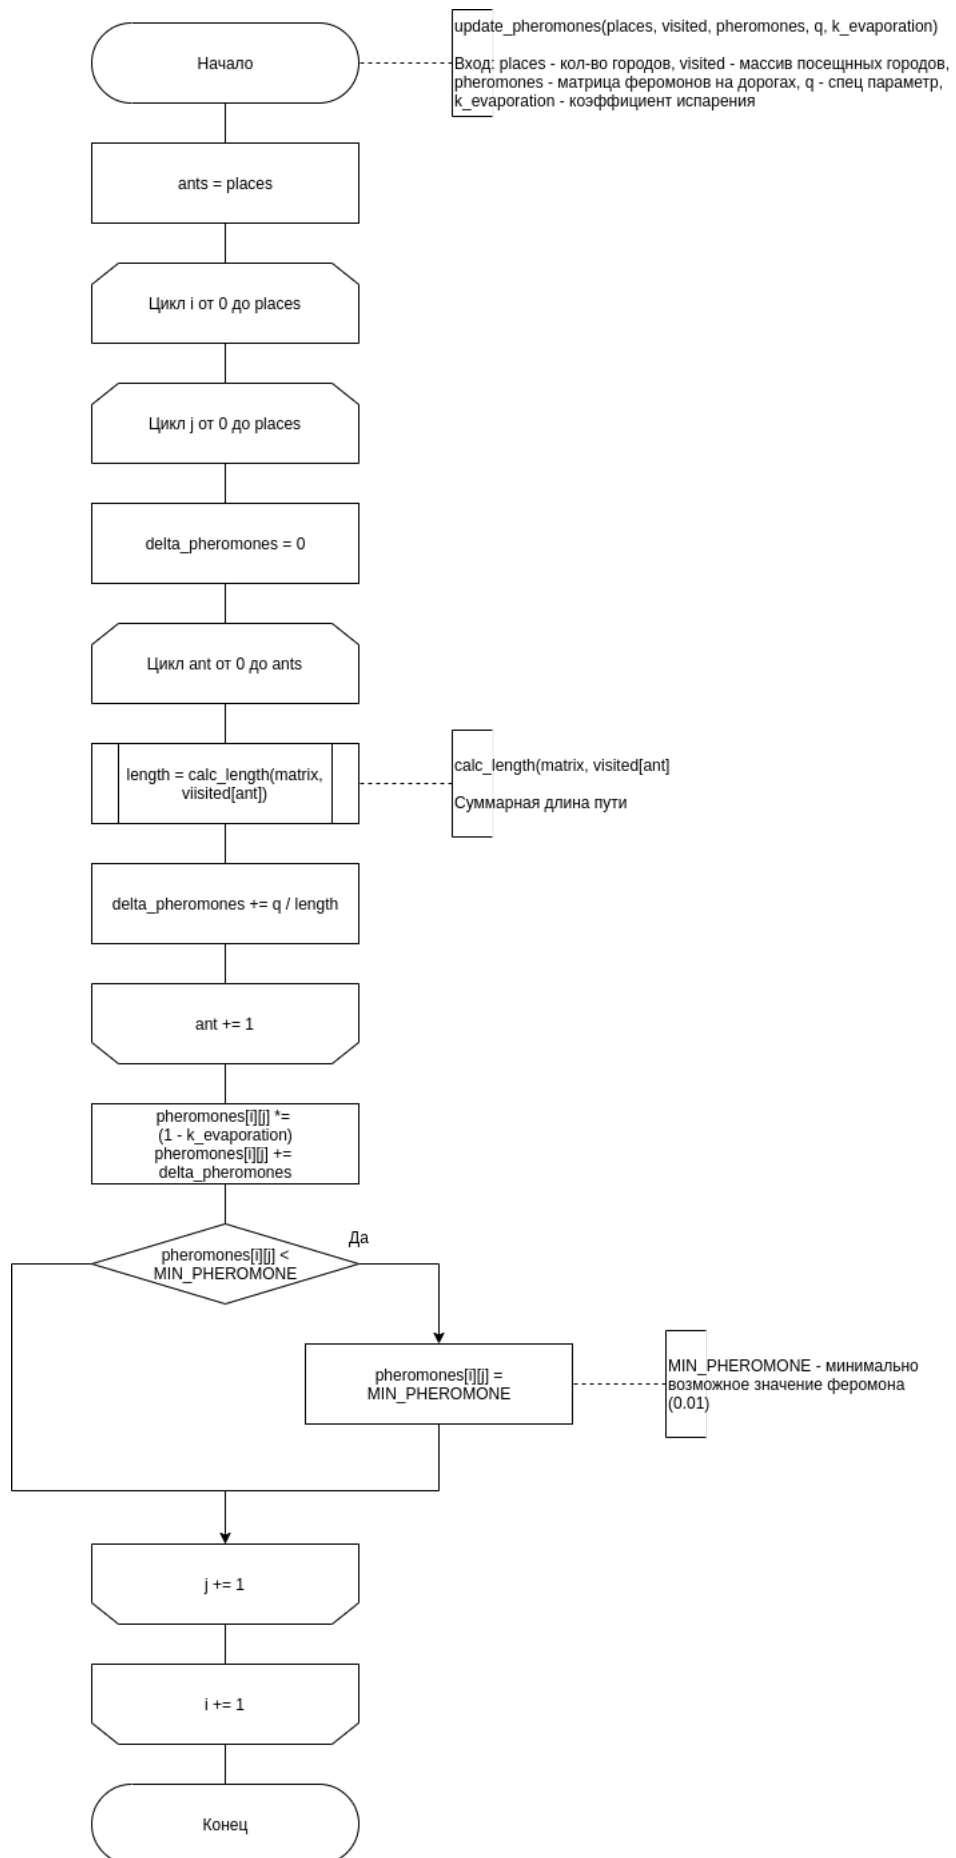 Начало
update_pheromones(places, visited, pheromones, q, k_evaporation)
Вход: places - кол-во городов, visited - массив посещнных городов,
pheromones - матрица феромонов на дорогах, q - спец параметр,
k_evaporation - коэффициент испарения
ants = places
Цикл i от 0 до places
Цикл j от 0 до places
delta_pheromones = 0
Цикл ant от 0 до ants
length = calc_length(matrix,
viisited[ant])
calc_length(matrix, visited[ant]
Суммарная длина пути
delta_pheromones += q / length
ant += 1
pheromones[i][j] *=
(1 - k_evaporation)
pheromones[i][j] +=
delta_pheromones
Да
pheromones[i][j] <
MIN_PHEROMONE
pheromones[i][j] =
MIN_PHEROMONE
MIN_PHEROMONE - минимально
возможное значение феромона
(0.01)
j += 1
i += 1
Конец